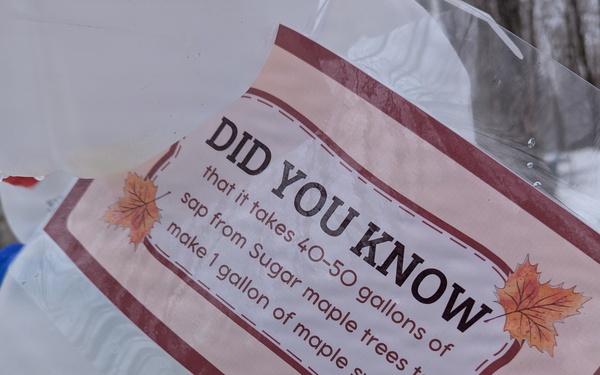 DID YOU KNOW
that it takes 40-50 gallons of
sap from Sugar maple trees
make 1 gallon of maple